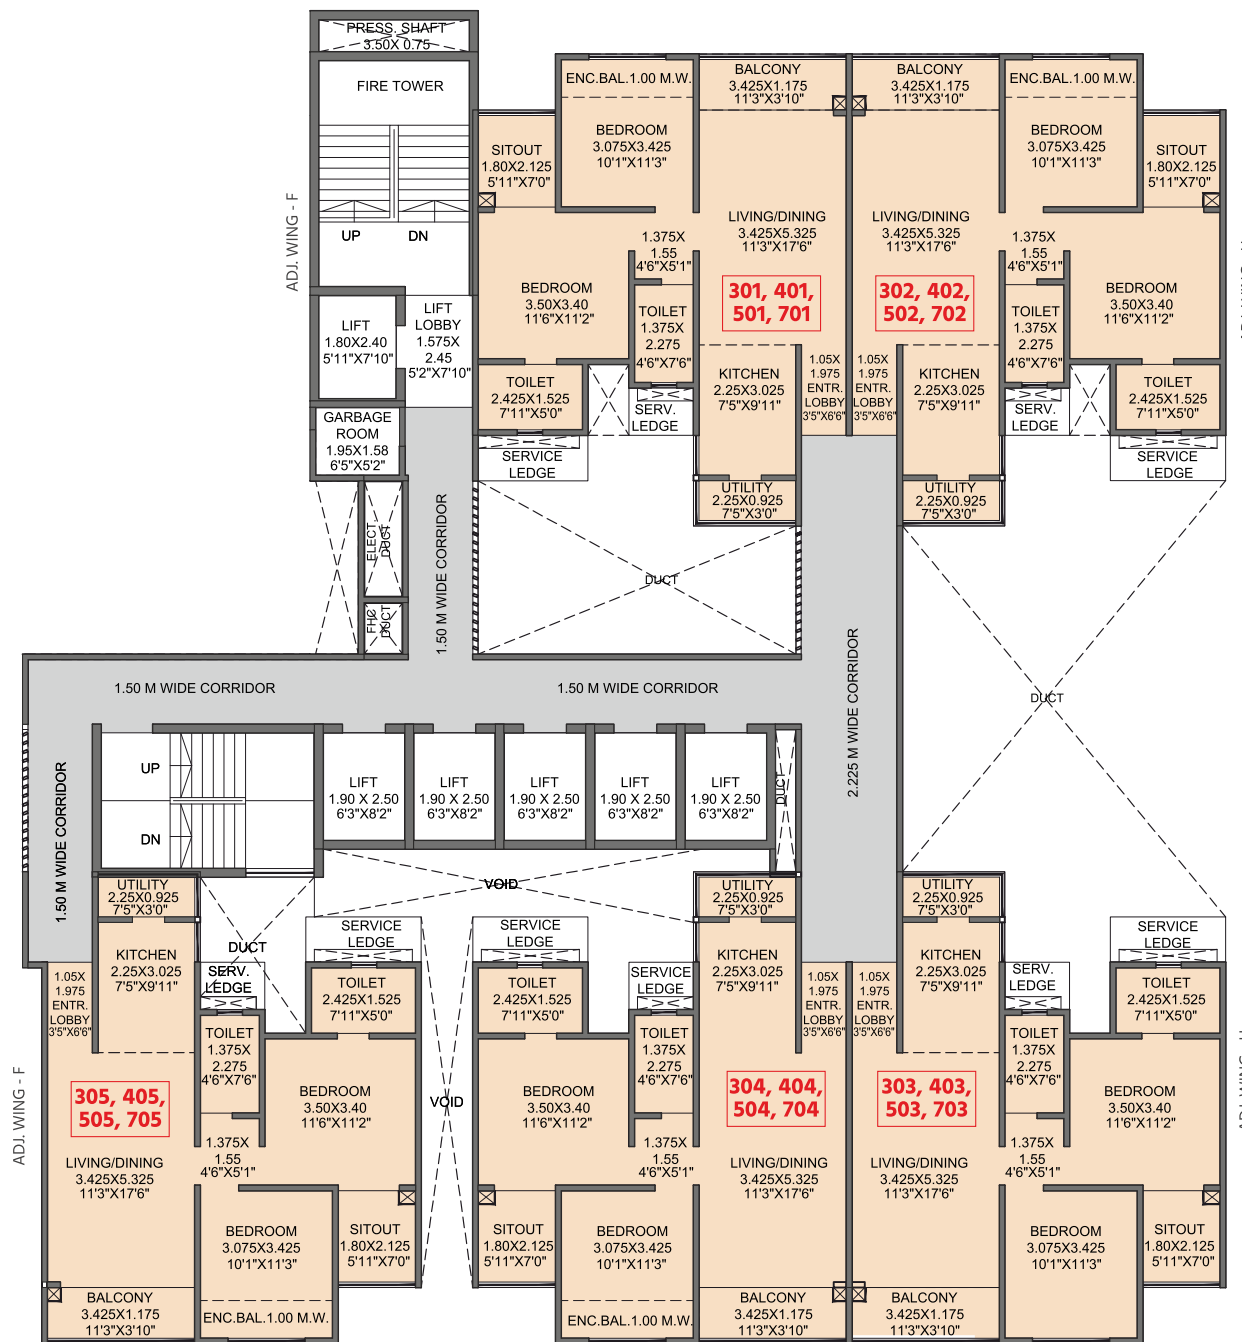 PRESS. SHAFT
3.50X 0.75
FIRE TOWER
UP
DN
ADJ. WING - F
LIFT
1.80X2.40
5'11"X7'10"
LIFT
LOBBY
1.575X
2.45
5'2"X7'10"
GARBAGE
ROOM
1.95X1.58
6'5"X5'2"
ELECT.
DUCT
FHC
DUCT
1.50 M WIDE CORRIDOR
ENC.BAL.1.00 M.W.
BEDROOM
3.075X3.425
10'1"X11'3"
BALCONY
3.425X1.175
11'3"X3'10"
SITOUT
1.80X2.125
5'11"X7'0"
LIVING/DINING
3.425X5.325
11'3"X17'6"
1.375X
1.55
4'6"X5'1"
BEDROOM
3.50X3.40
11'6"X11'2"
301, 401,
501, 701
TOILET
1.375X
2.275
4'6"X7'6"
TOILET
2.425X1.525
7'11"X5'0"
KITCHEN
2.25X3.025
7'5"X9'11"
1.05X
1.975
ENTR.
LOBBY
3'5"X6'6"
SERV.
LEDGE
SERVICE
LEDGE
UTILITY
2.25X0.925
7'5"X3'0"
DUCT
BALCONY
3.425X1.175
11'3"X3'10"
ENC.BAL.1.00 M.W.
BEDROOM
3.075X3.425
10'1"X11'3"
SITOUT
1.80X2.125
5'11"X7'0"
LIVING/DINING
3.425X5.325
11'3"X17'6"
1.375X
1.55
4'6"X5'1"
BEDROOM
3.50X3.40
11'6"X11'2"
302, 402,
502, 702
TOILET
1.375X
2.275
4'6"X7'6"
TOILET
2.425X1.525
7'11"X5'0"
1.05X
1.975
ENTR.
LOBBY
3'5"X6'6"
KITCHEN
2.25X3.025
7'5"X9'11"
SERV.
LEDGE
SERVICE
LEDGE
UTILITY
2.25X0.925
7'5"X3'0"
DUCT
1.50 M WIDE CORRIDOR
1.50 M WIDE CORRIDOR
2.225 M WIDE CORRIDOR
1.50 M WIDE CORRIDOR
UP
DN
LIFT
1.90 X 2.50
6'3"X8'2"
LIFT
1.90 X 2.50
6'3"X8'2"
LIFT
1.90 X 2.50
6'3"X8'2"
LIFT
1.90 X 2.50
6'3"X8'2"
LIFT
1.90 X 2.50
6'3"X8'2"
DUCT
VOID
UTILITY
2.25X0.925
7'5"X3'0"
DUCT
KITCHEN
2.25X3.025
7'5"X9'11"
1.05X
1.975
ENTR.
LOBBY
3'5"X6'6"
SERV.
LEDGE
SERVICE
LEDGE
TOILET
2.425X1.525
7'11"X5'0"
TOILET
1.375X
2.275
4'6"X7'6"
305, 405,
505, 705
BEDROOM
3.50X3.40
11'6"X11'2"
1.375X
1.55
4'6"X5'1"
LIVING/DINING
3.425X5.325
11'3"X17'6"
BEDROOM
3.075X3.425
10'1"X11'3"
SITOUT
1.80X2.125
5'11"X7'0"
BALCONY
3.425X1.175
11'3"X3'10"
ENC.BAL.1.00 M.W.
ADJ. WING - F
VOID
SERVICE
LEDGE
TOILET
2.425X1.525
7'11"X5'0"
SERVICE
LEDGE
UTILITY
2.25X0.925
7'5"X3'0"
KITCHEN
2.25X3.025
7'5"X9'11"
1.05X
1.975
ENTR.
LOBBY
3'5"X6'6"
TOILET
1.375X
2.275
4'6"X7'6"
BEDROOM
3.50X3.40
11'6"X11'2"
304, 404,
504, 704
1.375X
1.55
4'6"X5'1"
LIVING/DINING
3.425X5.325
11'3"X17'6"
SITOUT
1.80X2.125
5'11"X7'0"
BEDROOM
3.075X3.425
10'1"X11'3"
ENC.BAL.1.00 M.W.
BALCONY
3.425X1.175
11'3"X3'10"
UTILITY
2.25X0.925
7'5"X3'0"
1.05X
1.975
ENTR.
LOBBY
3'5"X6'6"
KITCHEN
2.25X3.025
7'5"X9'11"
SERV.
LEDGE
SERVICE
LEDGE
TOILET
2.425X1.525
7'11"X5'0"
TOILET
1.375X
2.275
4'6"X7'6"
303, 403,
503, 703
BEDROOM
3.50X3.40
11'6"X11'2"
1.375X
1.55
4'6"X5'1"
LIVING/DINING
3.425X5.325
11'3"X17'6"
BEDROOM
3.075X3.425
10'1"X11'3"
SITOUT
1.80X2.125
5'11"X7'0"
BALCONY
3.425X1.175
11'3"X3'10"